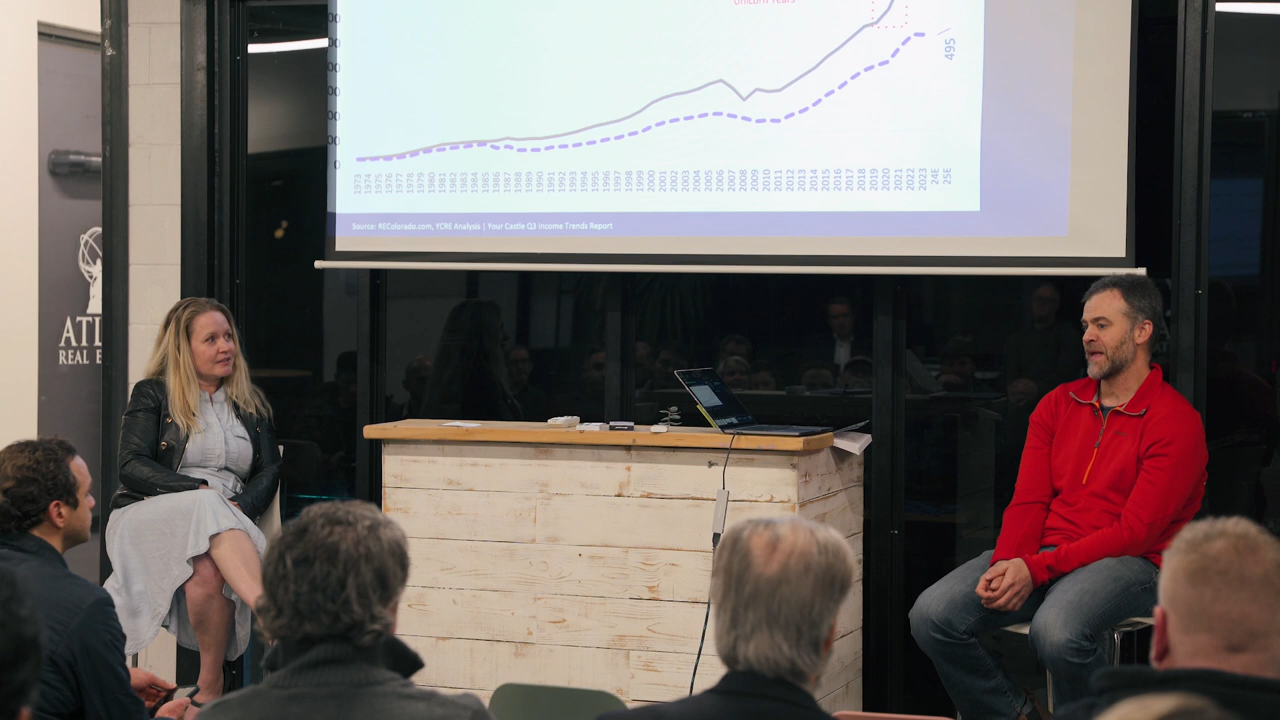 Unicorn Years
495
1973 1974 1975 1976 1977 1978 1979 1980 1981 1982 1983 1984 1985 1986 1987 1988 1989 1990 1991 1992 1993 1994 1995 1996 1997 1998 1999 2000 2001 2002 2003 2004 2005 2006 2007 2008 2009 2010 2011 2012 2013 2014 2015 2016 2017 2018 2019 2020 2021 2022 2023 24E 25E
Source: REColorado.com, YCRE Analysis | Your Castle Q3 Income Trends Report
ATL
REAL E